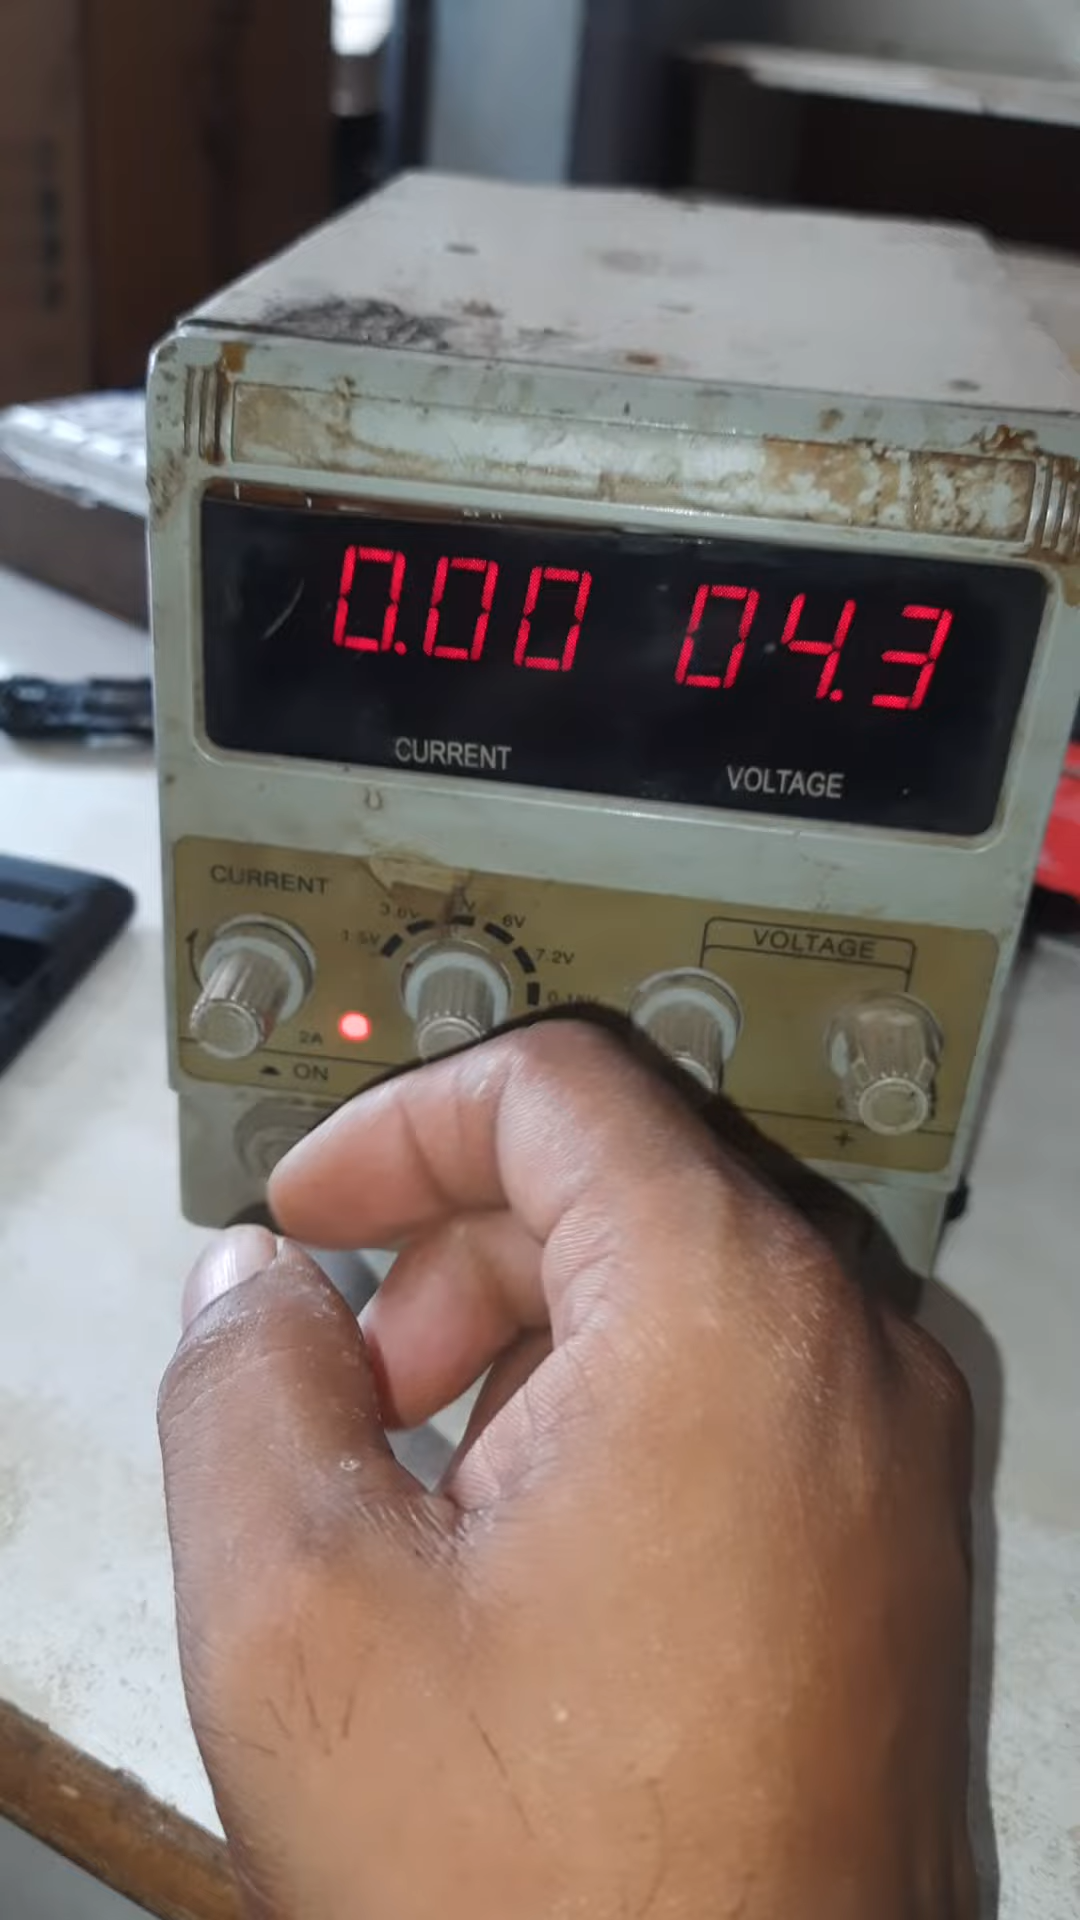 0.00 04.3
CURRENT VOLTAGE
CURRENT
1.5V 3.6V 6V 7.2V
VOLTAGE
2A
ON
+